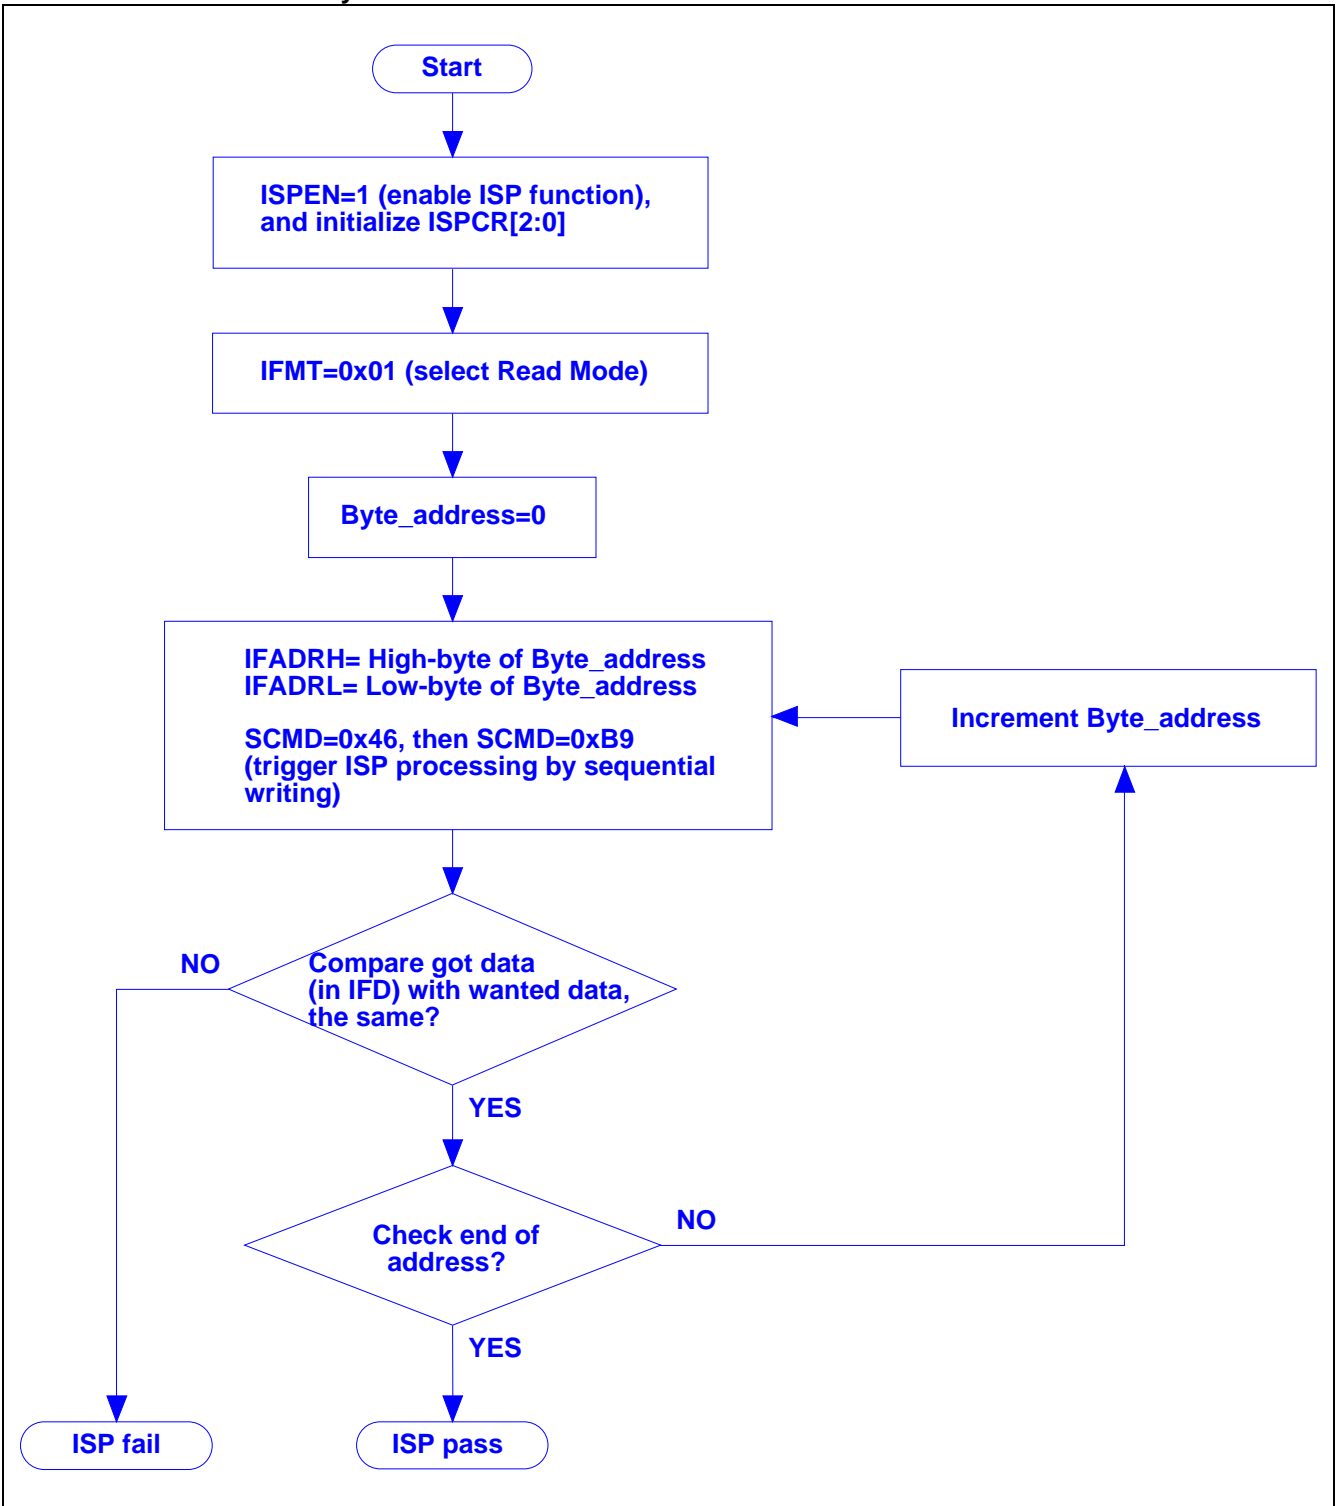 Start
ISPEN=1 (enable ISP function),
and initialize ISPCR[2:0]
IFMT=0x01 (select Read Mode)
Byte_address=0
IFADRH= High-byte of Byte_address
IFADRL= Low-byte of Byte_address
SCMD=0x46, then SCMD=0xB9
(trigger ISP processing by sequential
writing)
Increment Byte_address
NO
Compare got data
(in IFD) with wanted data,
the same?
YES
Check end of
address?
NO
YES
ISP fail
ISP pass